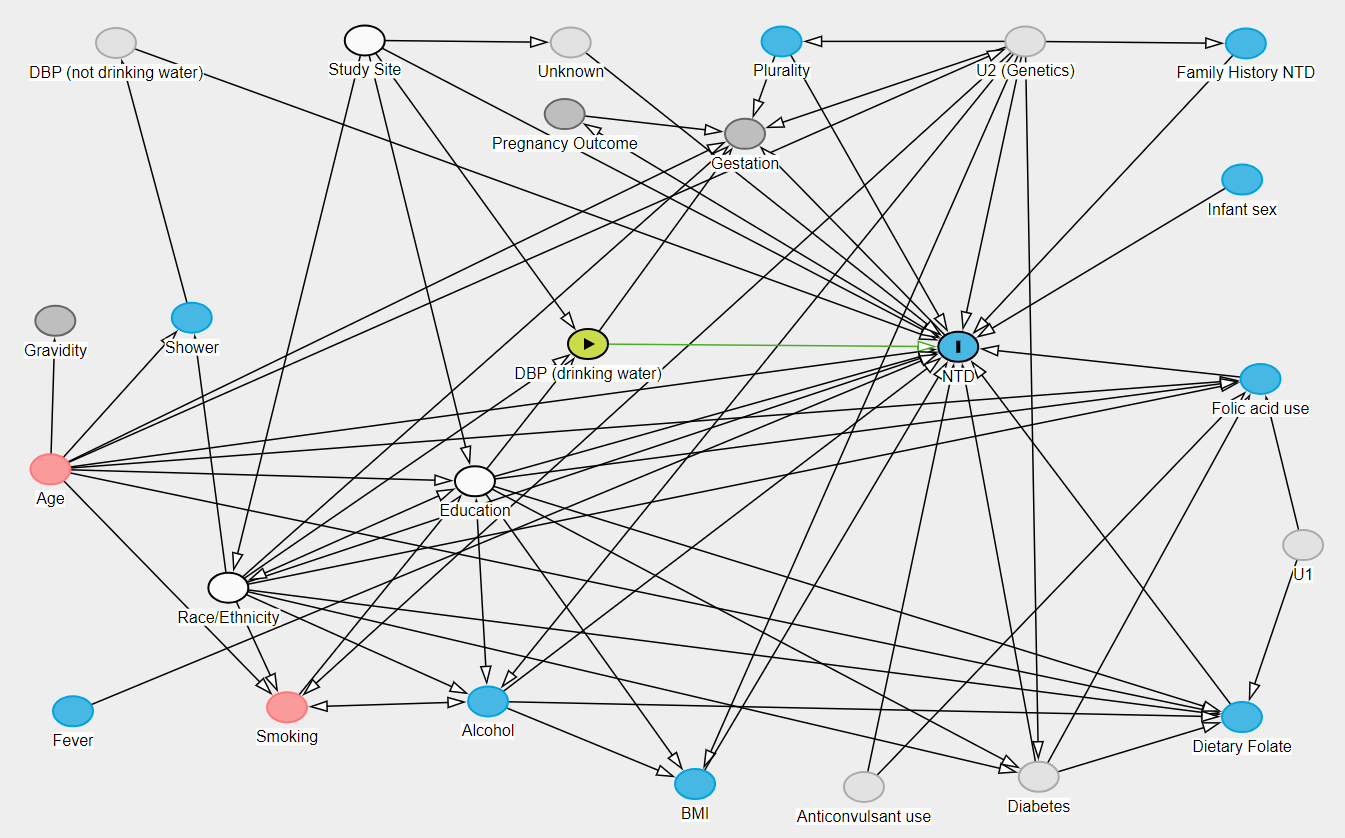 Study Site
Unknown
Plurality
U2 (Genetics)
Family History NTD
DBP (not drinking water)
Pregnancy Outcome
Gestation
Infant sex
Gravidity
Shower
DBP (drinking water)
NTD
Folic acid use
Age
Education
U1
Race/Ethnicity
Fever
Smoking
Alcohol
Dietary Folate
BMI
Anticonvulsant use
Diabetes